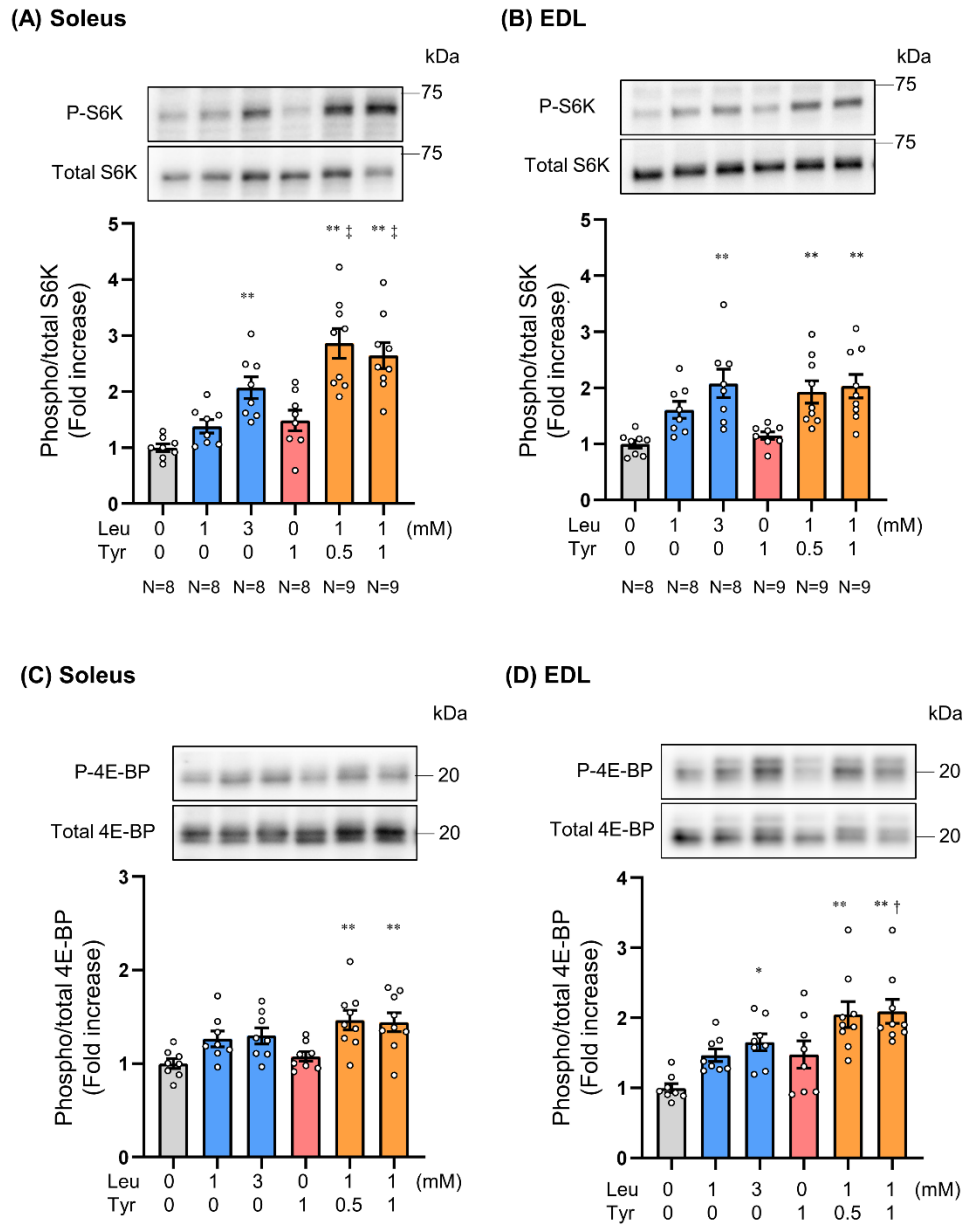 (A) Soleus
kDa
P-S6K
75
Total S6K
75
Phospho/total S6K
(Fold increase)
5
4
3
2
1
0
**
** ‡
** ‡
Leu 0 1 3 0 1 1 (mM)
Tyr 0 0 0 1 0.5 1
N=8 N=8 N=8 N=8 N=9 N=9
(B) EDL
kDa
P-S6K
75
Total S6K
75
Phospho/total S6K
(Fold increase)
5
4
3
2
1
0
**
**
**
Leu 0 1 3 0 1 1 (mM)
Tyr 0 0 0 1 0.5 1
N=8 N=8 N=8 N=9 N=9 N=9
(C) Soleus
kDa
P-4E-BP
20
Total 4E-BP
20
Phospho/total 4E-BP
(Fold increase)
3
2
1
0
**
**
Leu 0 1 3 0 1 1 (mM)
Tyr 0 0 0 1 0.5 1
(D) EDL
kDa
P-4E-BP
20
Total 4E-BP
20
Phospho/total 4E-BP
(Fold increase)
4
3
2
1
0
*
**
** †
Leu 0 1 3 0 1 1 (mM)
Tyr 0 0 0 1 0.5 1